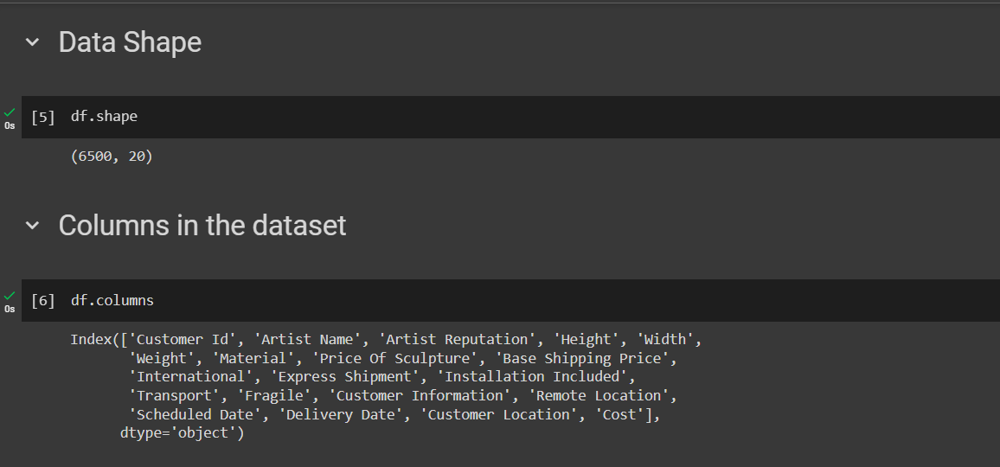 Data Shape
[5] df.shape
0s
(6500, 20)
Columns in the dataset
[6] df.columns
0s
Index(['Customer Id', 'Artist Name', 'Artist Reputation', 'Height', 'Width',
'Weight', 'Material', 'Price Of Sculpture', 'Base Shipping Price',
'International', 'Express Shipment', 'Installation Included',
'Transport', 'Fragile', 'Customer Information', 'Remote Location',
'Scheduled Date', 'Delivery Date', 'Customer Location', 'Cost'],
dtype='object')